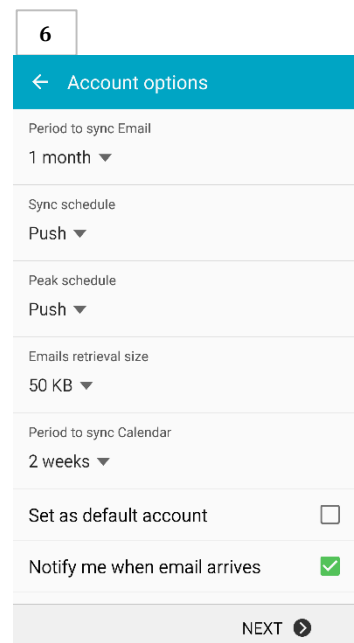 6
Account options
Period to sync Email
1 month
Sync schedule
Push
Peak schedule
Push
Emails retrieval size
50 KB
Period to sync Calendar
2 weeks
Set as default account
Notify me when email arrives
NEXT